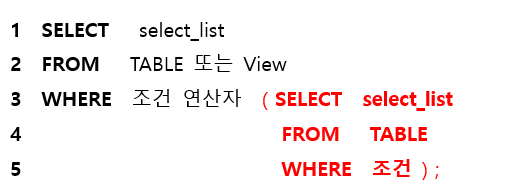 1 SELECT select_list
2 FROM TABLE 또는 View
3 WHERE 조건 연산자 ( SELECT select_list
4 FROM TABLE
5 WHERE 조건 ) ;